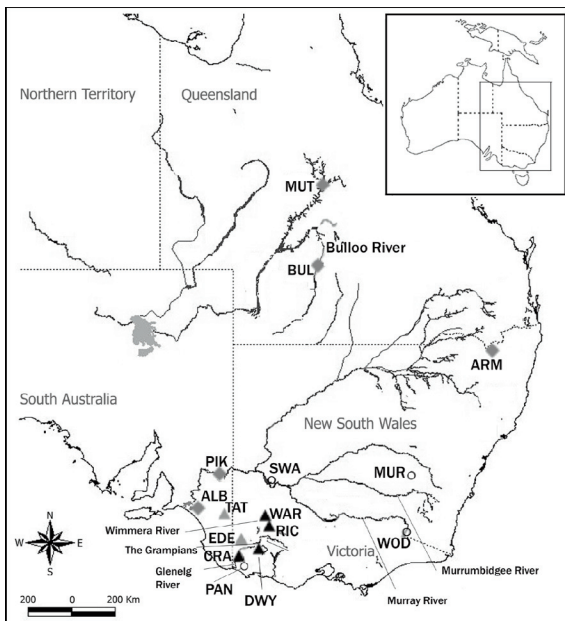 Northern Territory
Queensland
MUT
Bulloo River
BUL
ARM
South Australia
New South Wales
PIK
SWA
MUR
ALB
TAT
WAR
Wimmera River
RIC
EDE
WOD
The Grampians
CRA
Victoria
Glenelg
River
Murrumbidgee River
PAN
DWY
Murray River
N
W
E
S
200 0 200 Km